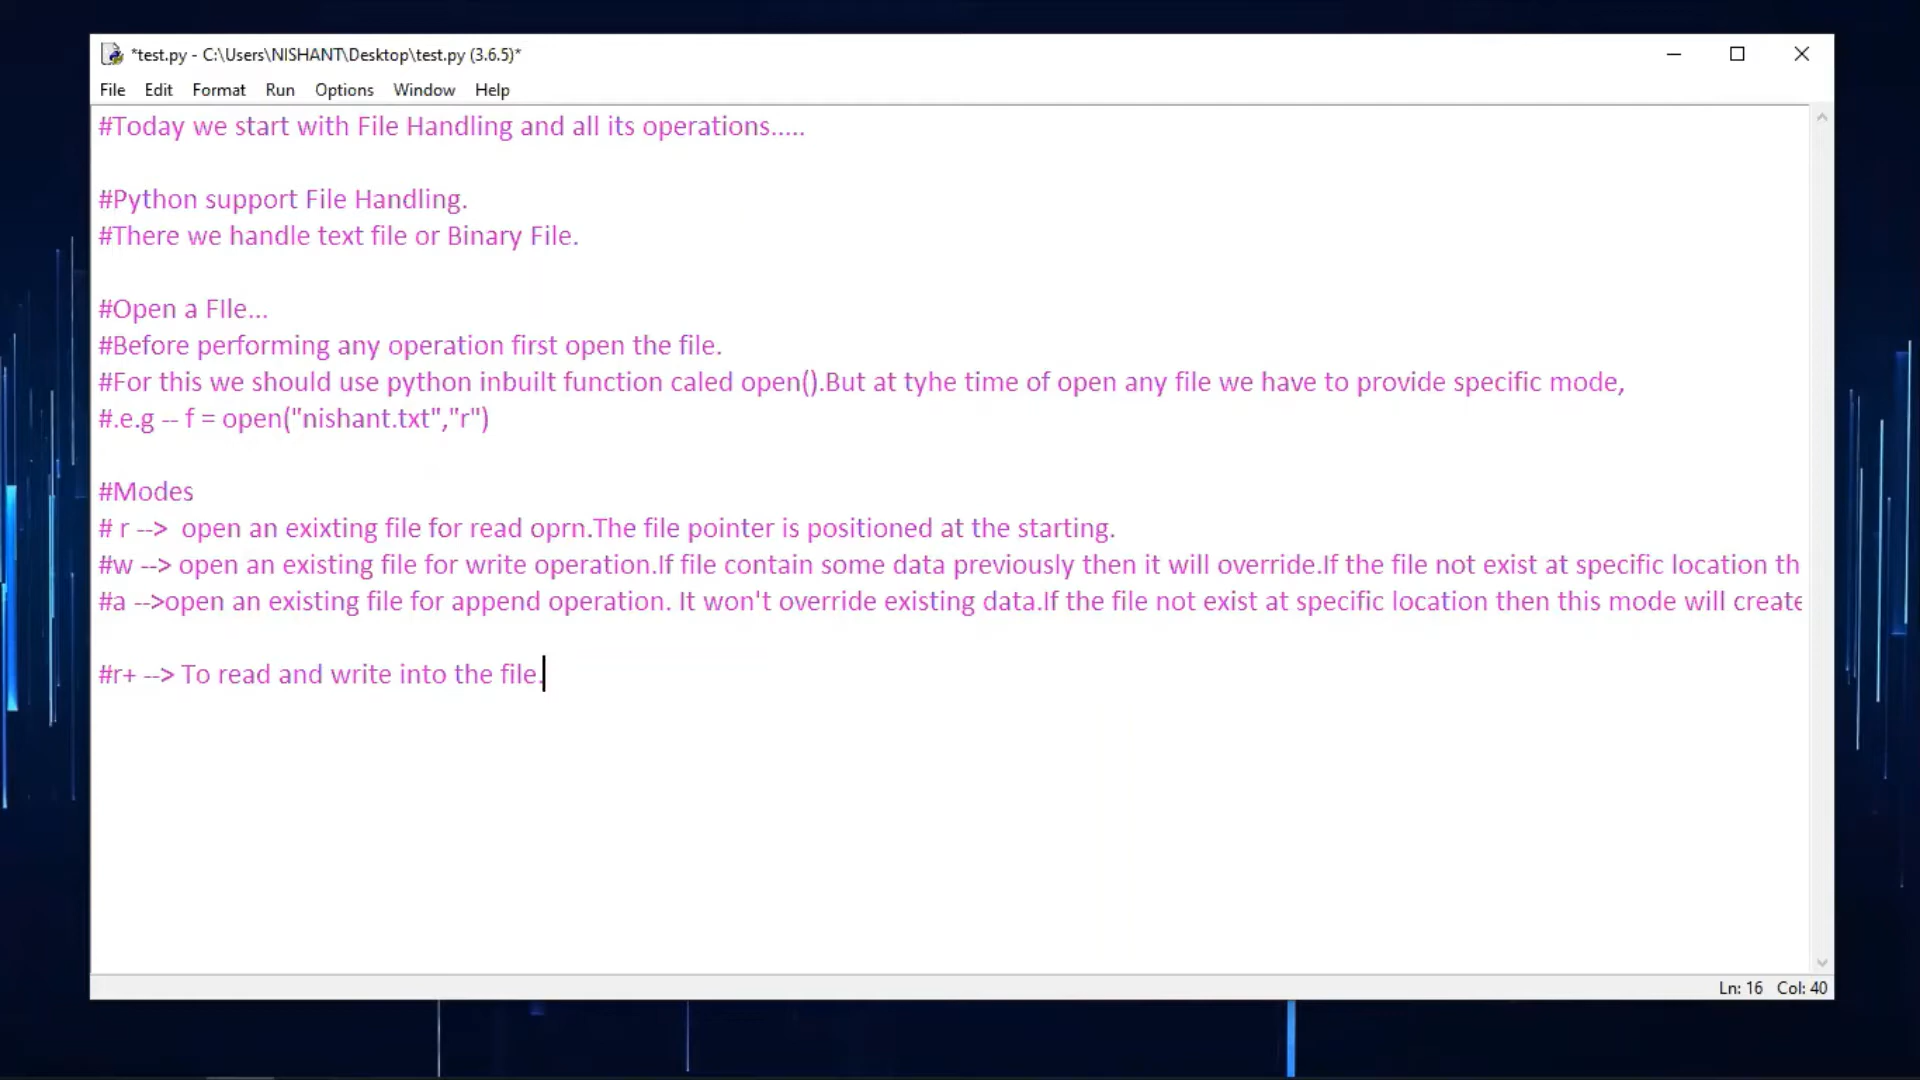 *test.py - C:\Users\NISHANT\Desktop\test.py (3.6.5)*
File Edit Format Run Options Window Help
#Today we start with File Handling and all its operations.....
#Python support File Handling.
#There we handle text file or Binary File.
#Open a FIle...
#Before performing any operation first open the file.
#For this we should use python inbuilt function caled open().But at tyhe time of open any file we have to provide specific mode,
#.e.g -- f = open("nishant.txt","r")
#Modes
# r -->  open an exixting file for read oprn.The file pointer is positioned at the starting.
#w --> open an existing file for write operation.If file contain some data previously then it will override.If the file not exist at specific location th
#a -->open an existing file for append operation. It won't override existing data.If the file not exist at specific location then this mode will create
#r+ --> To read and write into the file.
Ln: 16 Col: 40